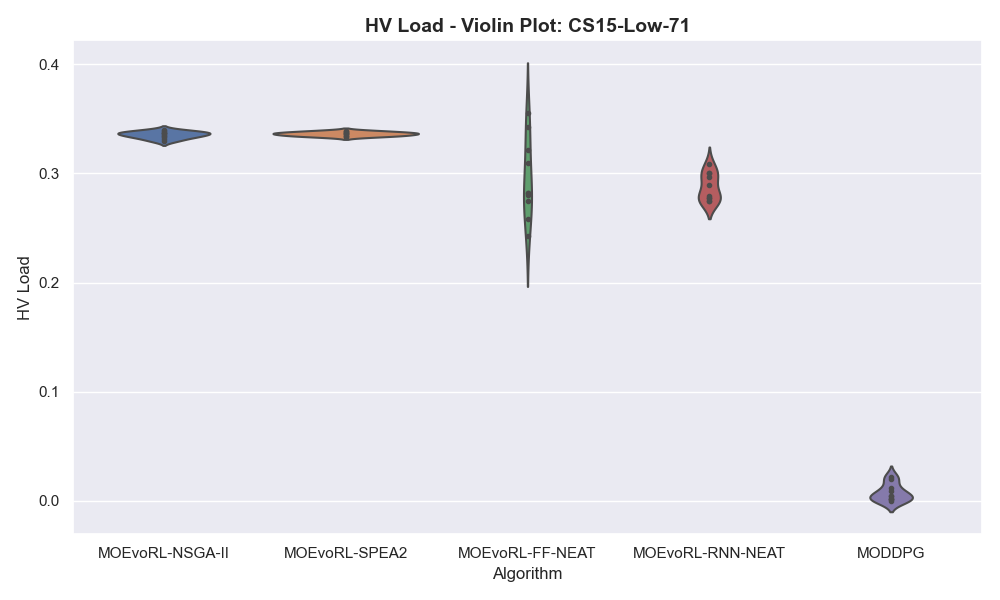 HV Load - Violin Plot: CS15-Low-71
0.4
0.3
0.2
0.1
0.0
HV Load
MOEvoRL-NSGA-II MOEvoRL-SPEA2 MOEvoRL-FF-NEAT MOEvoRL-RNN-NEAT MODDPG
Algorithm